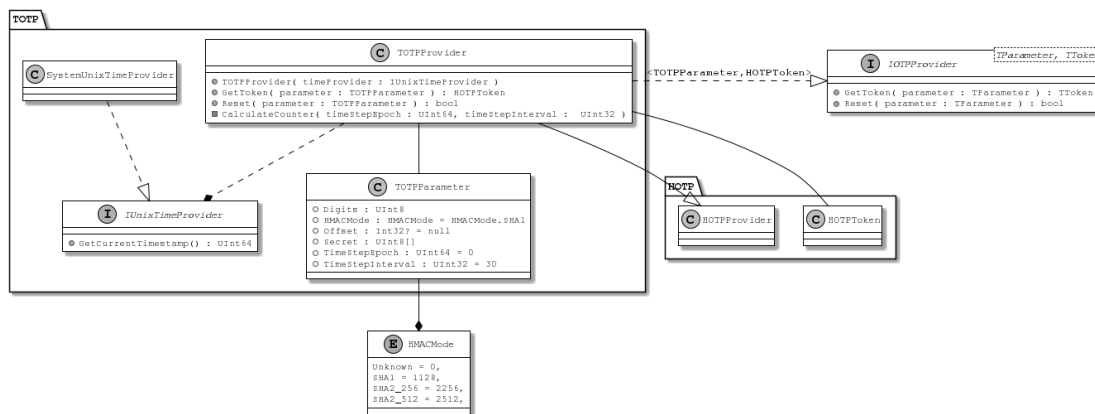 TOTP
C TOTPProvider
TOTPProvider( timeProvider : IUnixTimeProvider )
GetToken( parameter : TOTPParameter ) : HOTPToken
Reset( parameter : TOTPParameter ) : bool
CalculateCounter( timeStepEpoch : UInt64, timeStepInterval : UInt32 )
C SystemUnixTimeProvider
<TOTPParameter,HOTPToken>
TParameter, TToken
I IOTPProvider
GetToken( parameter : TParameter ) : TToken
Reset( parameter : TParameter ) : bool
C TOTPParameter
Digits : UInt8
HMACMode : HMACMode = HMACMode.SHA1
Offset : Int32? = null
Secret : UInt8[]
TimeStepEpoch : UInt64 = 0
TimeStepInterval : UInt32 = 30
I IUnixTimeProvider
GetCurrentTimestamp() : UInt64
HOTP
C HOTPProvider
C HOTPToken
E HMACMode
Unknown = 0,
SHA1 = 1128,
SHA2_256 = 2256,
SHA2_512 = 2512,